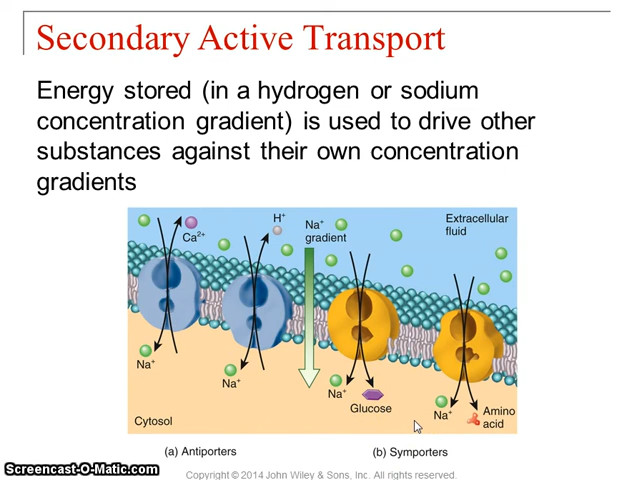 Secondary Active Transport
Energy stored (in a hydrogen or sodium
concentration gradient) is used to drive other
substances against their own concentration
gradients
Ca2+
H+
Na+
gradient
Extracellular
fluid
Na+
Na+
Na+
Glucose
Na+
Amino
acid
Cytosol
(a) Antiporters
(b) Symporters
Screencast-O-Matic.com
Copyright © 2014 John Wiley & Sons, Inc. All rights reserved.